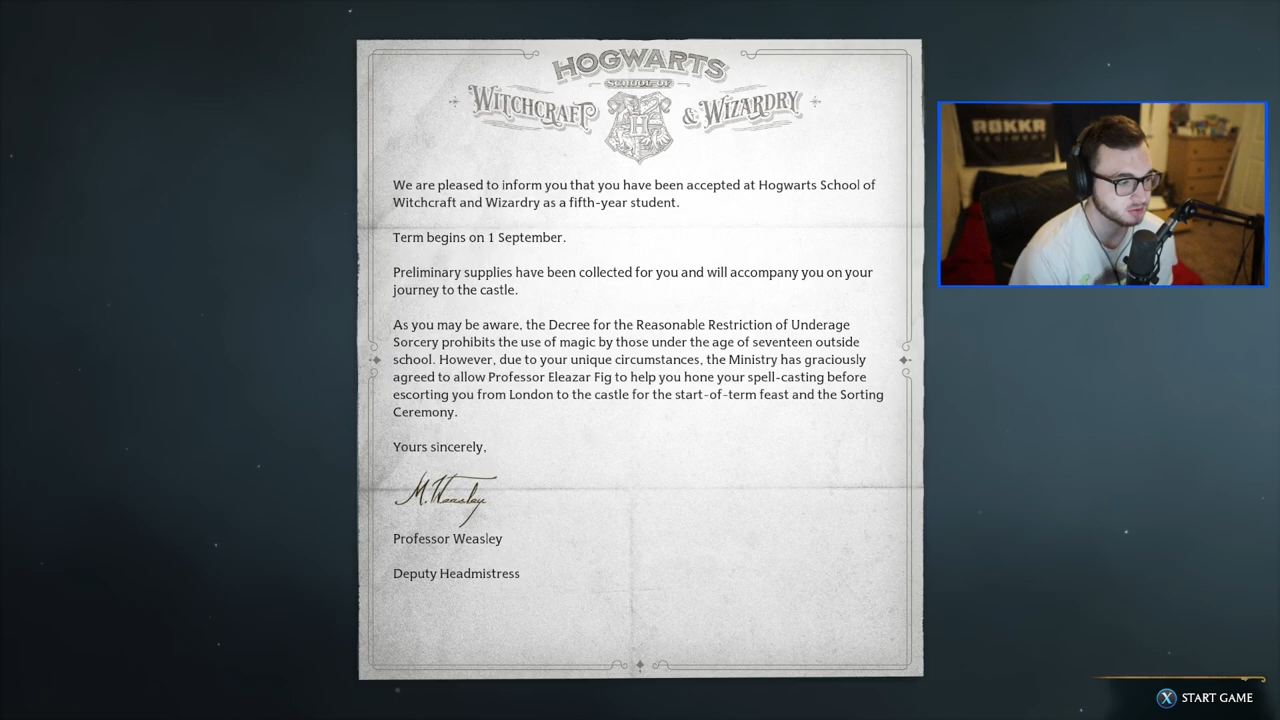 HOGWARTS
SCHOOL OF
WITCHCRAFT & WIZARDRY
H
RØKKR
REGIMENT
We are pleased to inform you that you have been accepted at Hogwarts School of
Witchcraft and Wizardry as a fifth-year student.
Term begins on 1 September.
Preliminary supplies have been collected for you and will accompany you on your
journey to the castle.
As you may be aware, the Decree for the Reasonable Restriction of Underage
Sorcery prohibits the use of magic by those under the age of seventeen outside
school. However, due to your unique circumstances, the Ministry has graciously
agreed to allow Professor Eleazar Fig to help you hone your spell-casting before
escorting you from London to the castle for the start-of-term feast and the Sorting
Ceremony.
Yours sincerely,
M. Weasley
Professor Weasley
Deputy Headmistress
X START GAME